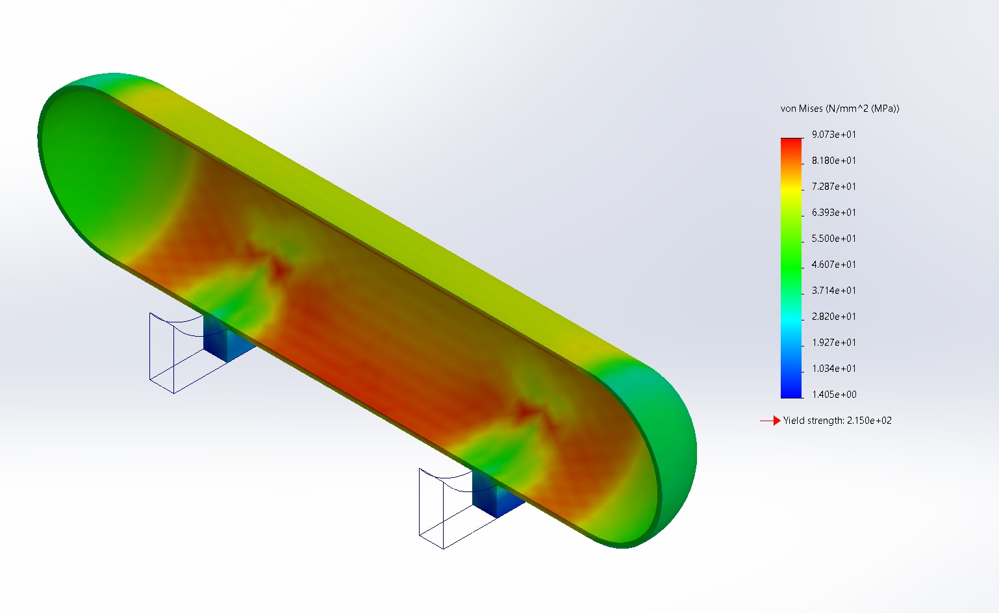 von Mises (N/mm^2 (MPa))
9.073e+01
8.180e+01
7.287e+01
6.393e+01
5.500e+01
4.607e+01
3.714e+01
2.820e+01
1.927e+01
1.034e+01
1.405e+00
Yield strength: 2.150e+02